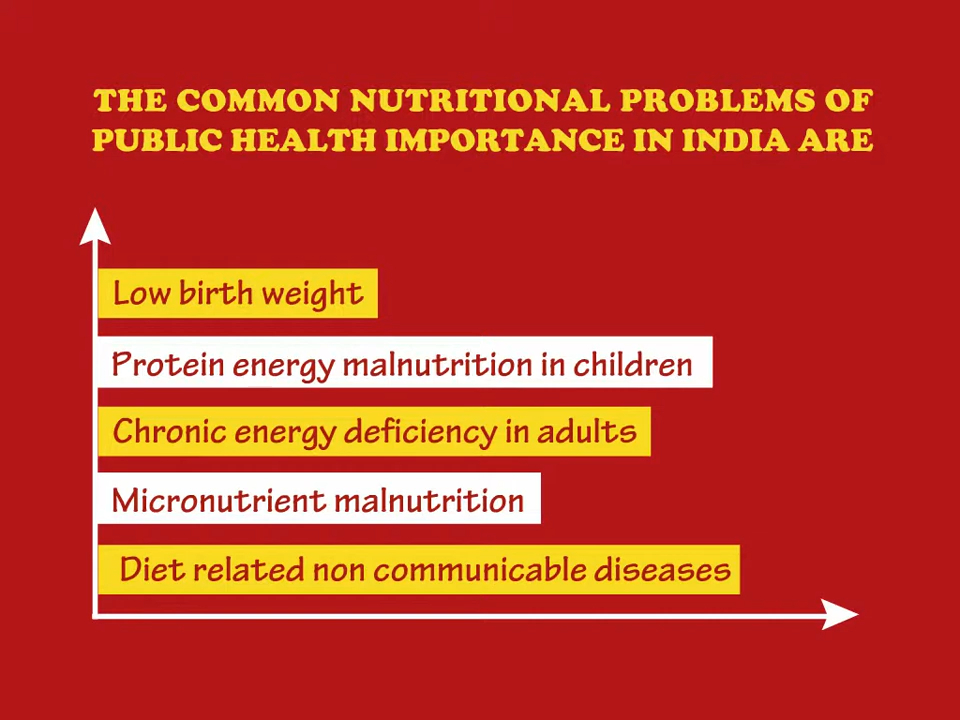 THE COMMON NUTRITIONAL PROBLEMS OF
PUBLIC HEALTH IMPORTANCE IN INDIA ARE
Low birth weight
Protein energy malnutrition in children
Chronic energy deficiency in adults
Micronutrient malnutrition
Diet related non communicable diseases